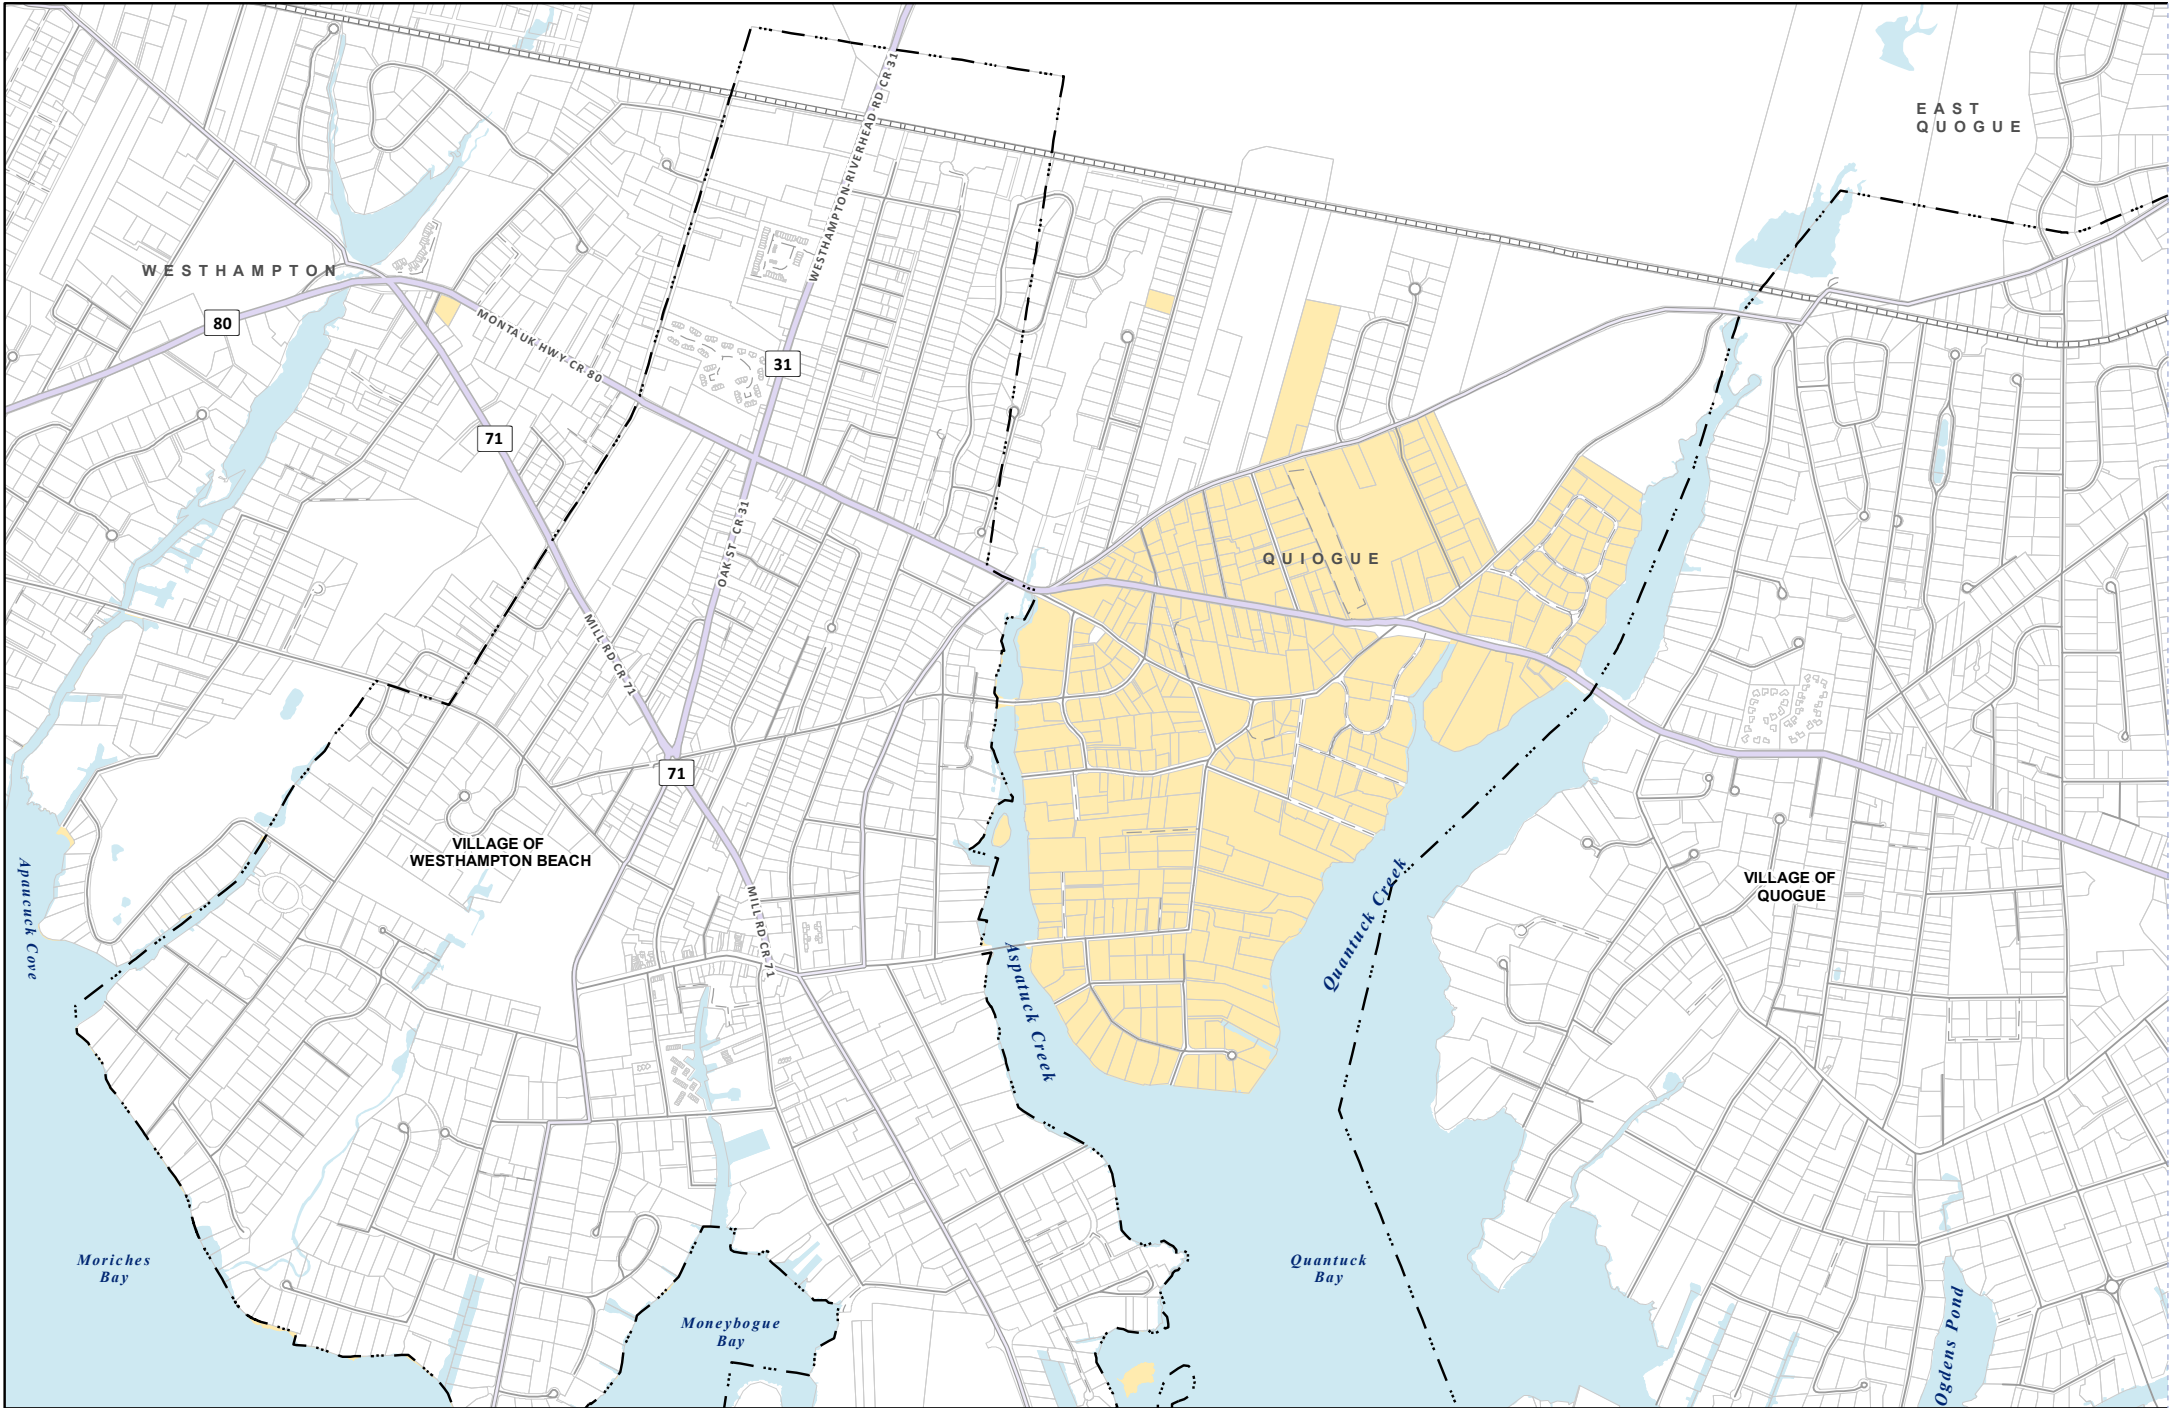 EAST
QUOGUE
WESTHAMPTON-RIVERHEAD RD CR 31
WESTHAMPTON
80
MONTAUK HWY CR 80
31
71
OAK ST CR 31
QUIOGUE
MILL RD CR 71
71
VILLAGE OF
WESTHAMPTON BEACH
Apaucuck Cove
MILL RD CR 71
Aspatuck Creek
Quantuck Creek
VILLAGE OF
QUOGUE
Moriches
Bay
Moneybogue
Bay
Quantuck
Bay
Ogdens Pond